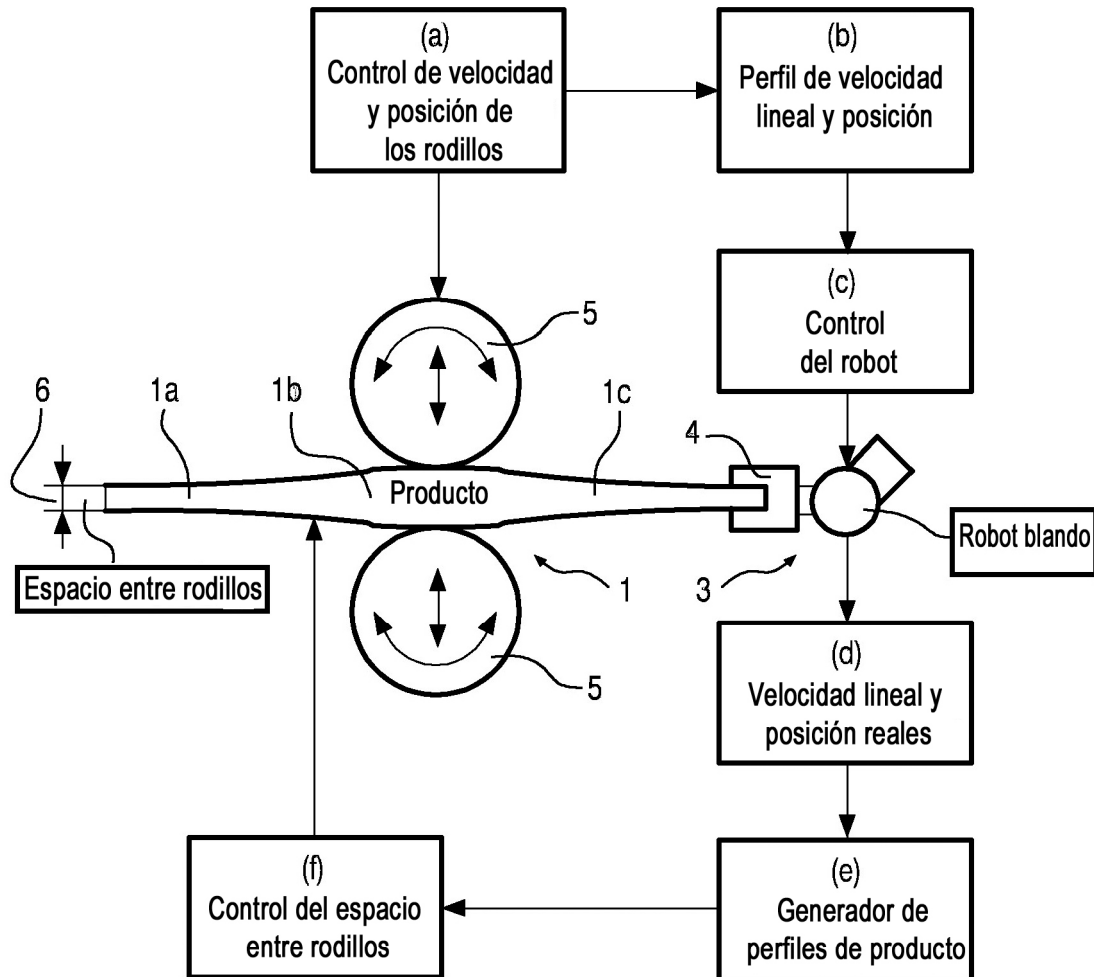 (a)
Control de velocidad
y posición de
los rodillos
(b)
Perfil de velocidad
lineal y posición
(c)
Control
del robot
5
6
1a
1b
1c
4
Producto
Robot blando
Espacio entre rodillos
1
3
5
(d)
Velocidad lineal y
posición reales
(f)
Control del espacio
entre rodillos
(e)
Generador de
perfiles de producto